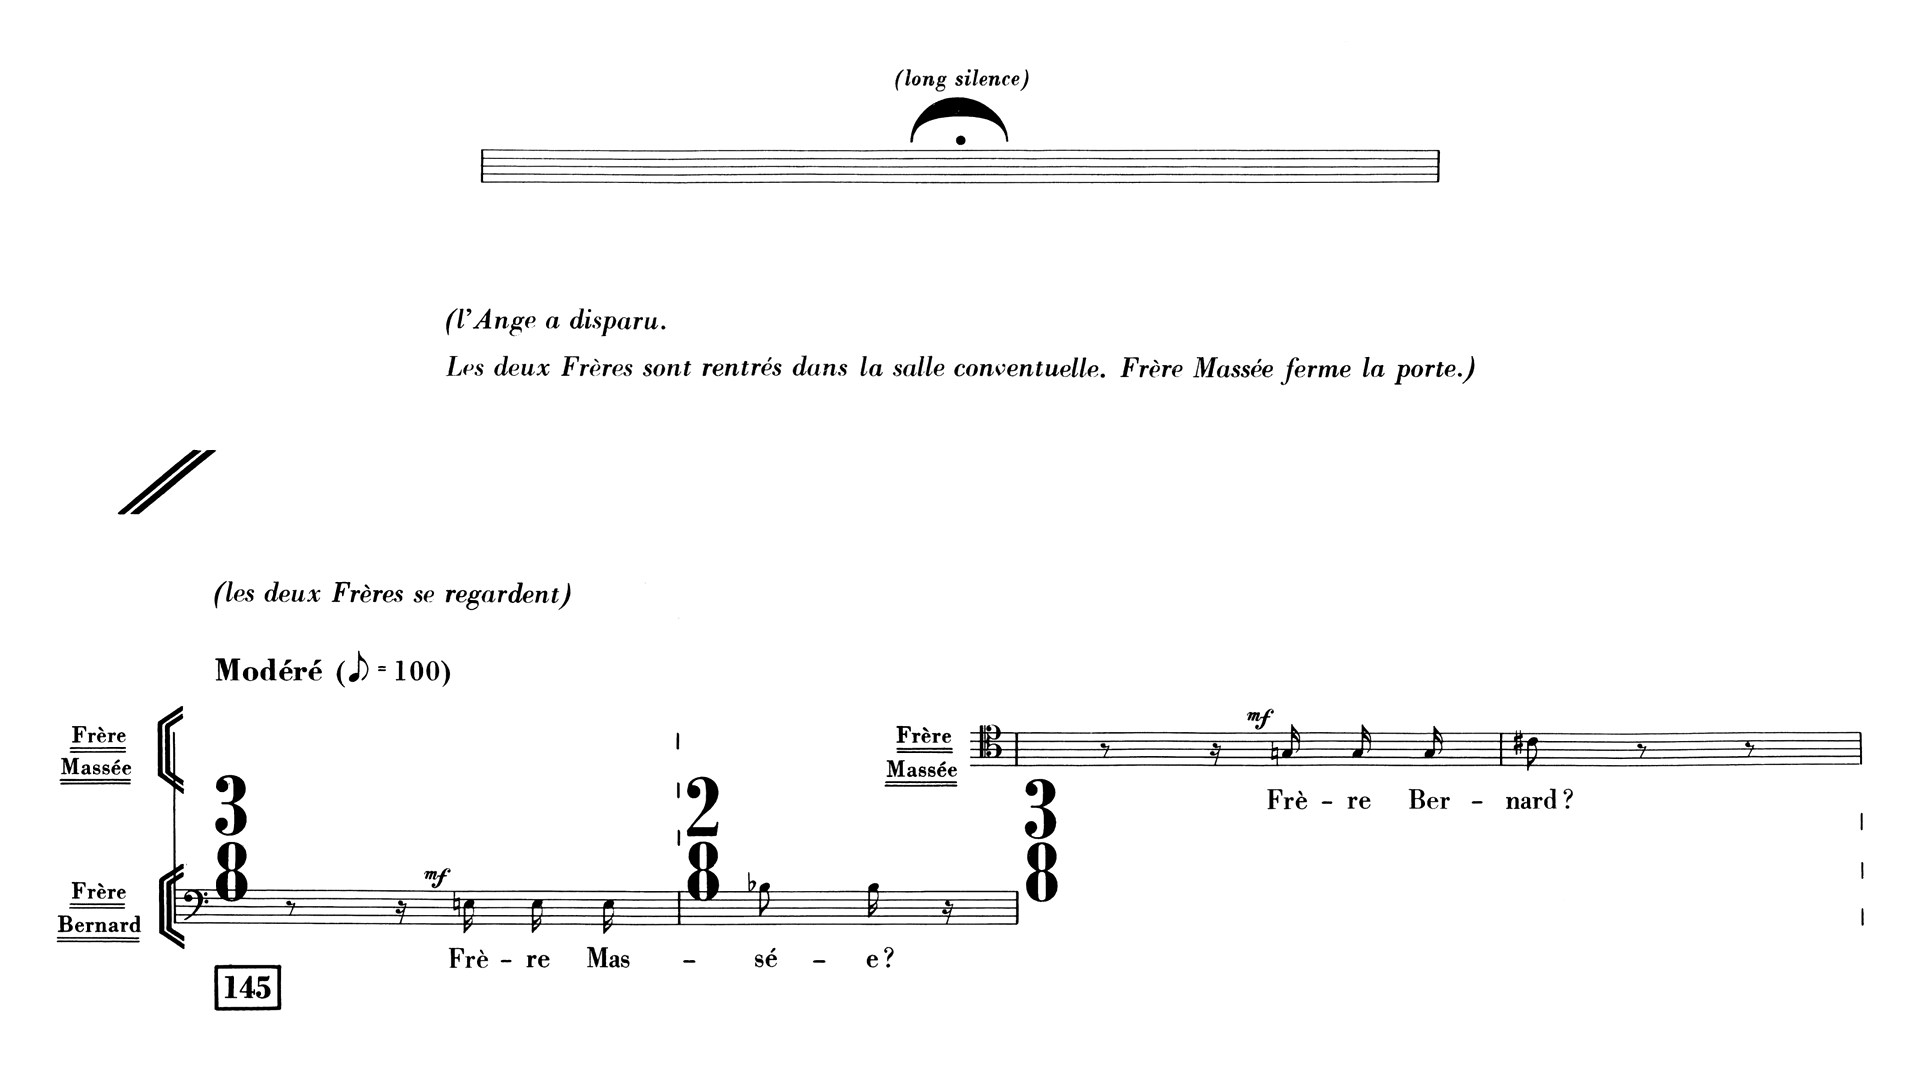 (long silence)
(l'Ange a disparu.
Les deux Frères sont rentrés dans la salle conventuelle. Frère Massée ferme la porte.)
(les deux Frères se regardent)
Modéré (♪ = 100)
Frère
Massée
Frère
Massée
mf
3
8
2
8
3
8
Frè - re Ber - nard?
Frère
Bernard
mf
Frè - re Mas - sé - e?
145